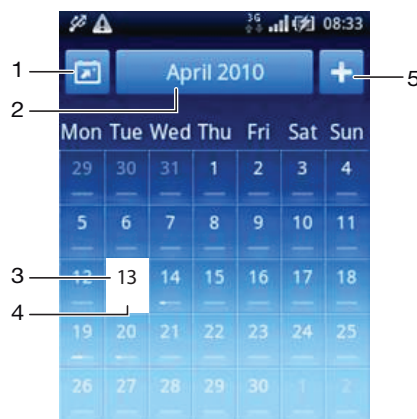 3G 08:33
1 April 2010 5
2
Mon Tue Wed Thu Fri Sat Sun
29 30 31 1 2 3 4
5 6 7 8 9 10 11
3
12 13 14 15 16 17 18
4
19 20 21 22 23 24 25
26 27 28 29 30 1 2